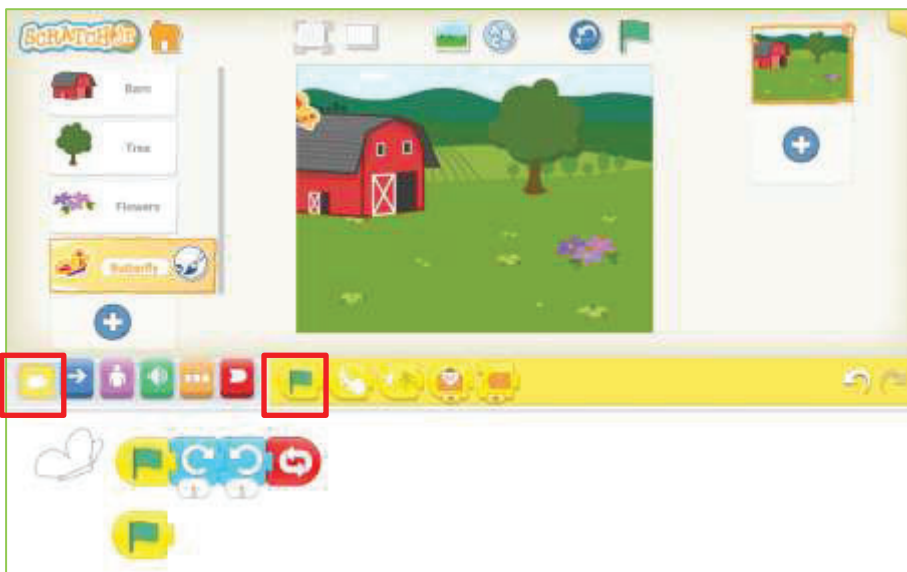 SCRATCHJR
Barn
Tree
Flowers
Butterfly
1 1